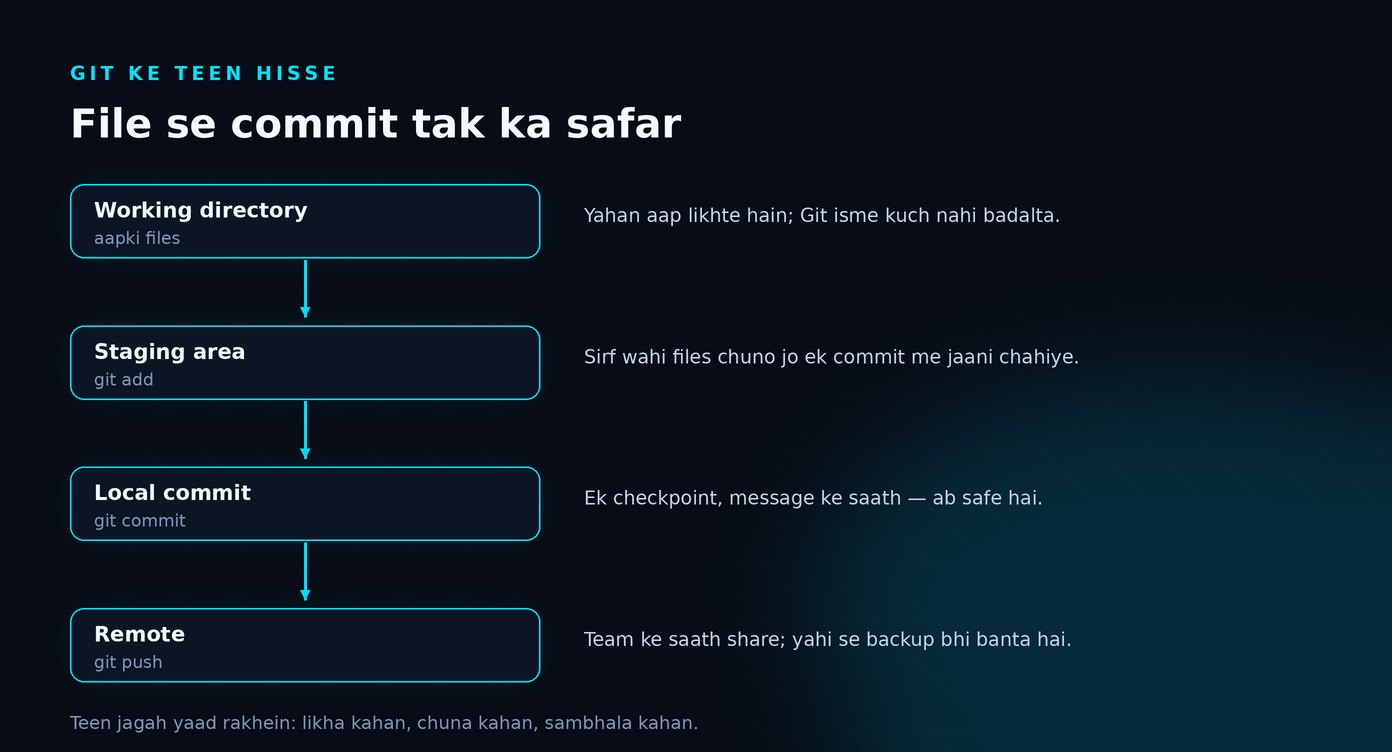 GIT KE TEEN HISSE
File se commit tak ka safar
Working directory
aapki files
Yahan aap likhte hain; Git isme kuch nahi badalta.
Staging area
git add
Sirf wahi files chuno jo ek commit me jaani chahiye.
Local commit
git commit
Ek checkpoint, message ke saath — ab safe hai.
Remote
git push
Team ke saath share; yahi se backup bhi banta hai.
Teen jagah yaad rakhein: likha kahan, chuna kahan, sambhala kahan.